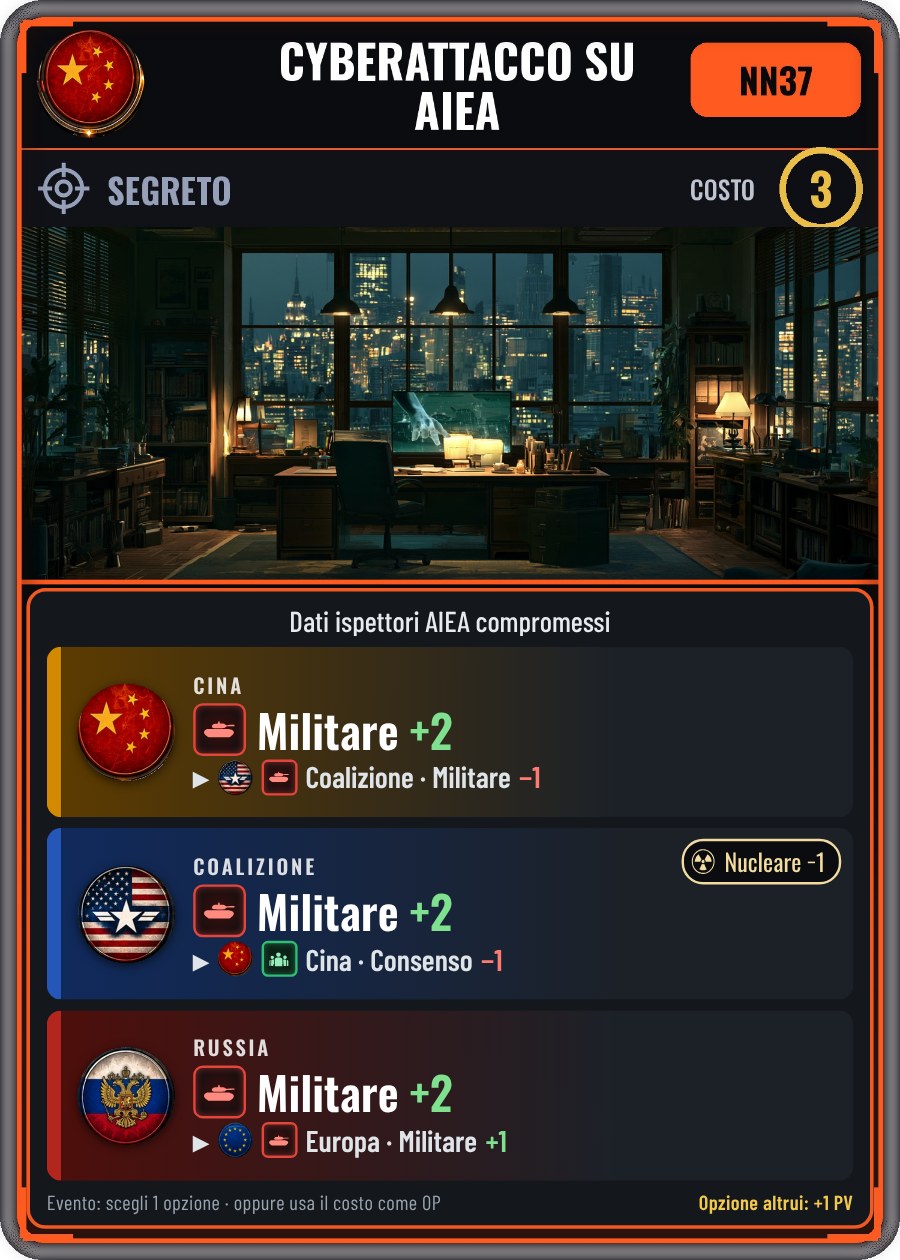 CYBERATTACCO SU
AIEA
NN37
SEGRETO
COSTO
3
Dati ispettori AIEA compromessi
CINA
Militare +2
▶ Coalizione · Militare −1
COALIZIONE
Nucleare −1
Militare +2
▶ Cina · Consenso −1
RUSSIA
Militare +2
▶ Europa · Militare +1
Evento: scegli 1 opzione · oppure usa il costo come OP
Opzione altrui: +1 PV